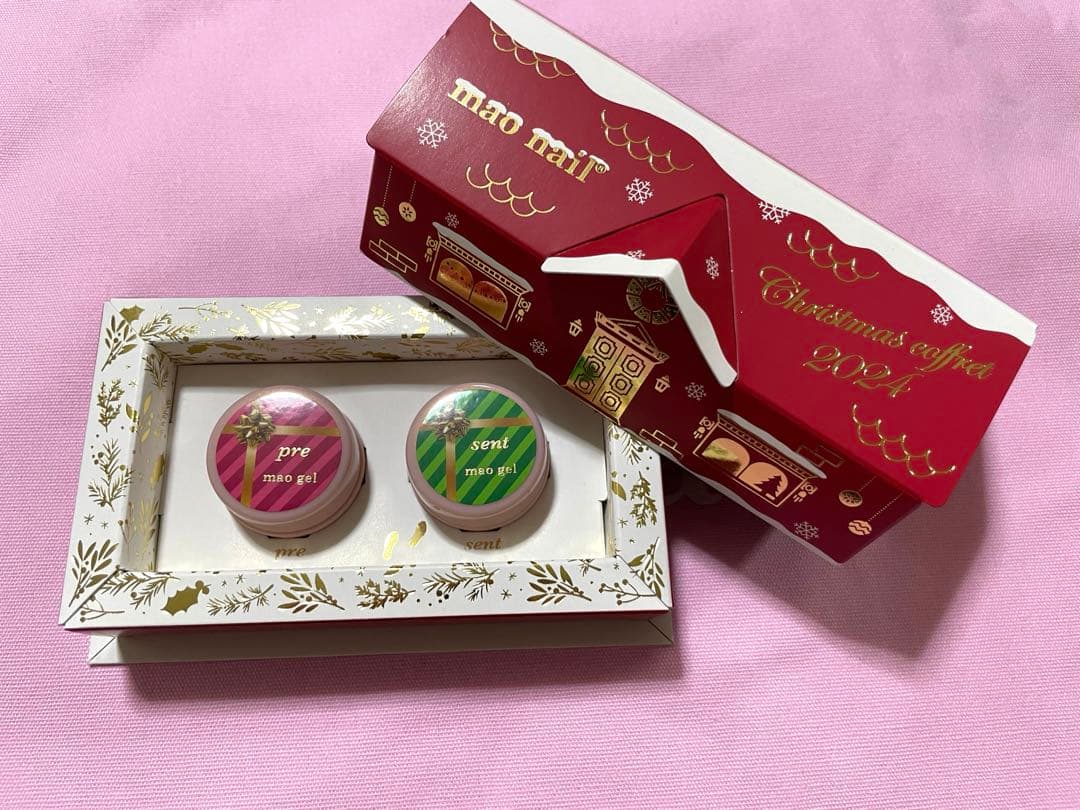 mao nail®
Christmas coffret
2024
pre
mao gel
sent
mao gel
pre
sent